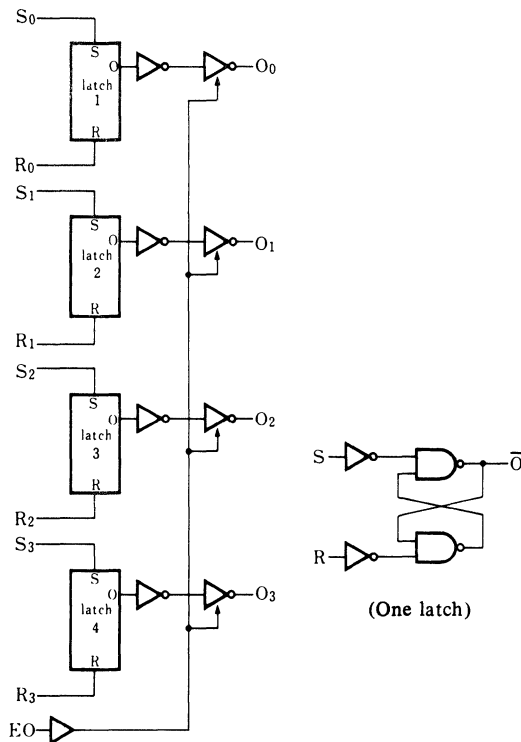 S0
S
O
latch
1
R
O0
R0
S1
S
O
latch
2
R
O1
R1
S2
S
O
latch
3
R
O2
R2
S3
S
O
latch
4
R
O3
R3
EO
S
O̅
R
(One latch)